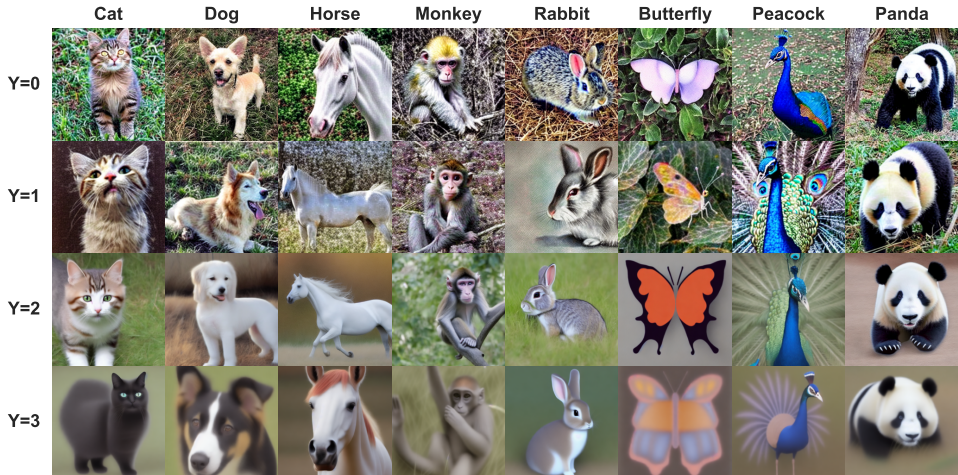 Cat Dog Horse Monkey Rabbit Butterfly Peacock Panda
Y=0
Y=1
Y=2
Y=3